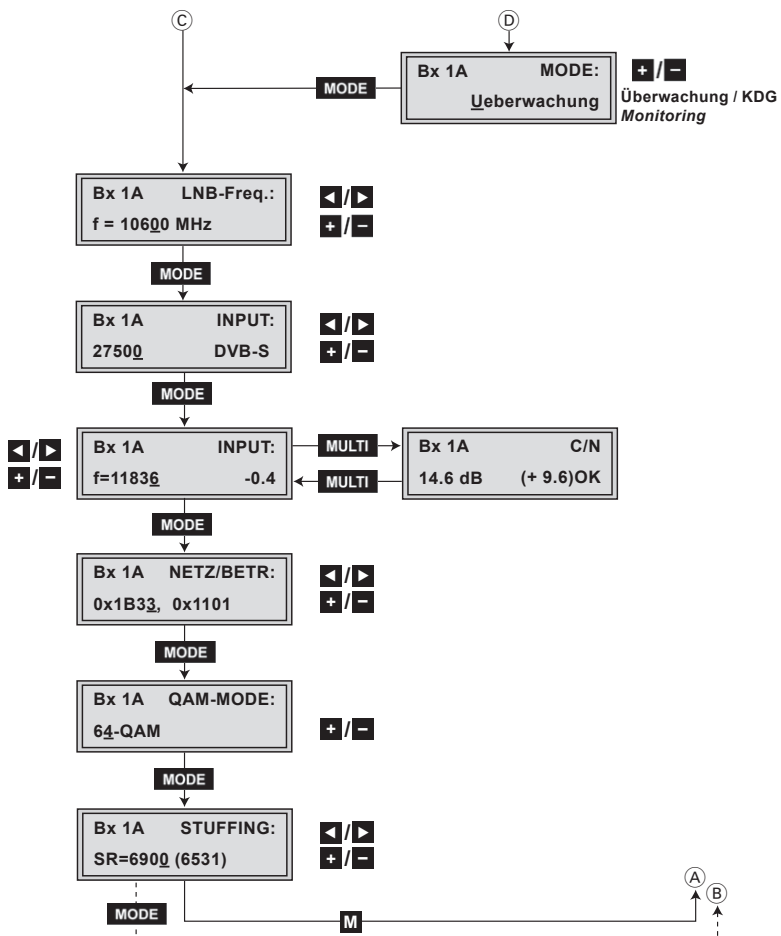 C
D
Bx 1A MODE:
Ueberwachung
+ / −
Überwachung / KDG
Monitoring
MODE
Bx 1A LNB-Freq.:
f = 10600 MHz
◄ / ►
+ / −
MODE
Bx 1A INPUT:
27500 DVB-S
◄ / ►
+ / −
MODE
◄ / ►
+ / −
Bx 1A INPUT:
f=11836 -0.4
MULTI
MULTI
Bx 1A C/N
14.6 dB (+ 9.6)OK
MODE
Bx 1A NETZ/BETR:
0x1B33, 0x1101
◄ / ►
+ / −
MODE
Bx 1A QAM-MODE:
64-QAM
+ / −
MODE
Bx 1A STUFFING:
SR=6900 (6531)
◄ / ►
+ / −
MODE
M
A
B